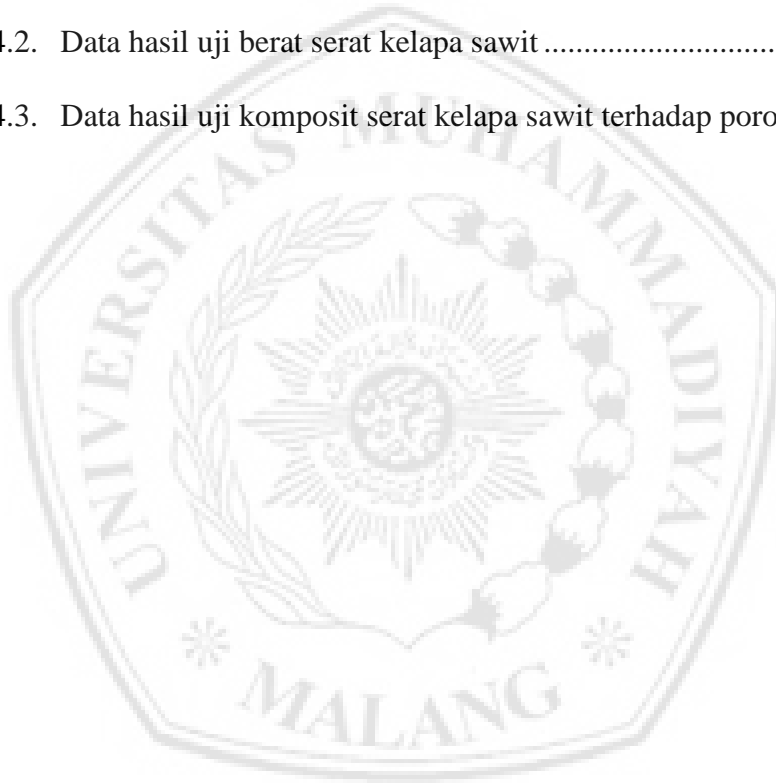 4.2. Data hasil uji berat serat kelapa sawit ............................
4.3. Data hasil uji komposit serat kelapa sawit terhadap poro
UNIVERSITAS MUHAMMADIYAH
MALANG